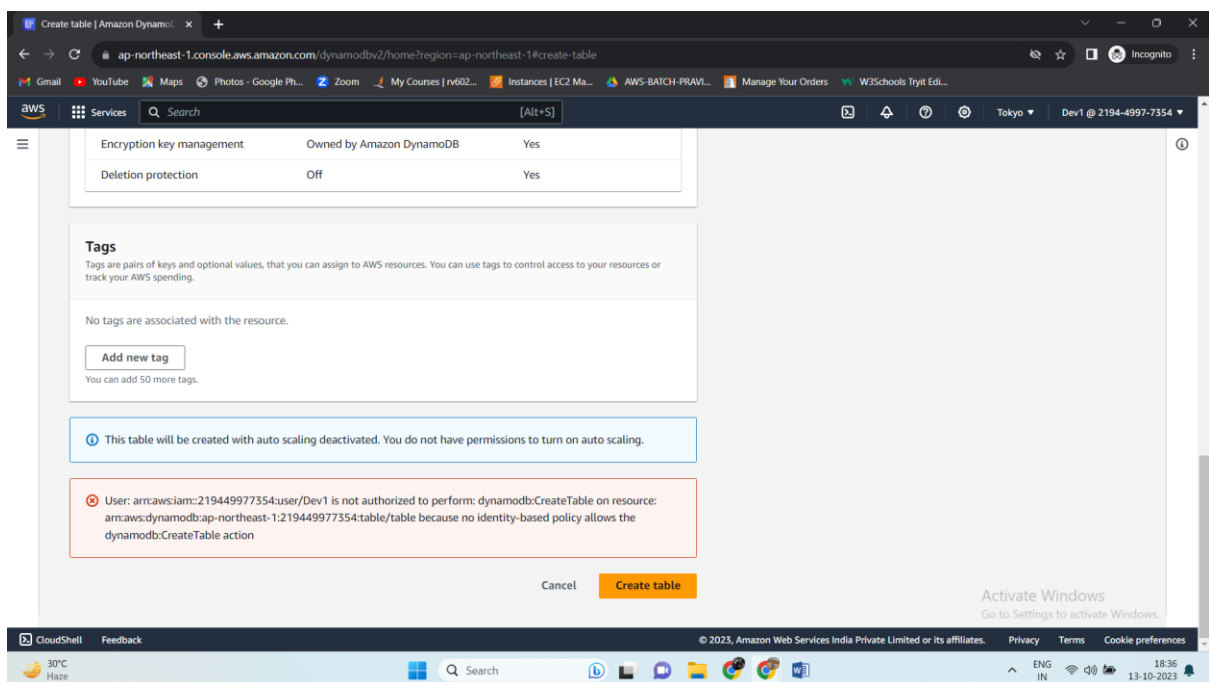 Create table | Amazon Dynamo
ap-northeast-1.console.aws.amazon.com/dynamodbv2/home?region=ap-northeast-1#create-table
Incognito
Gmail YouTube Maps Photos - Google Ph... Zoom My Courses | rv602... Instances | EC2 Ma... AWS-BATCH-PRAVI... Manage Your Orders W3Schools Tryit Edi...
aws Services Search [Alt+S] Tokyo Dev1 @ 2194-4997-7354
Encryption key management Owned by Amazon DynamoDB Yes
Deletion protection Off Yes
Tags
Tags are pairs of keys and optional values, that you can assign to AWS resources. You can use tags to control access to your resources or
track your AWS spending.
No tags are associated with the resource.
Add new tag
You can add 50 more tags.
This table will be created with auto scaling deactivated. You do not have permissions to turn on auto scaling.
User: arn:aws:iam::219449977354:user/Dev1 is not authorized to perform: dynamodb:CreateTable on resource:
arn:aws:dynamodb:ap-northeast-1:219449977354:table/table because no identity-based policy allows the
dynamodb:CreateTable action
Cancel Create table
Activate Windows
Go to Settings to activate Windows.
CloudShell Feedback © 2023, Amazon Web Services India Private Limited or its affiliates. Privacy Terms Cookie preferences
30°C
Haze
Search
ENG
IN
18:36
13-10-2023